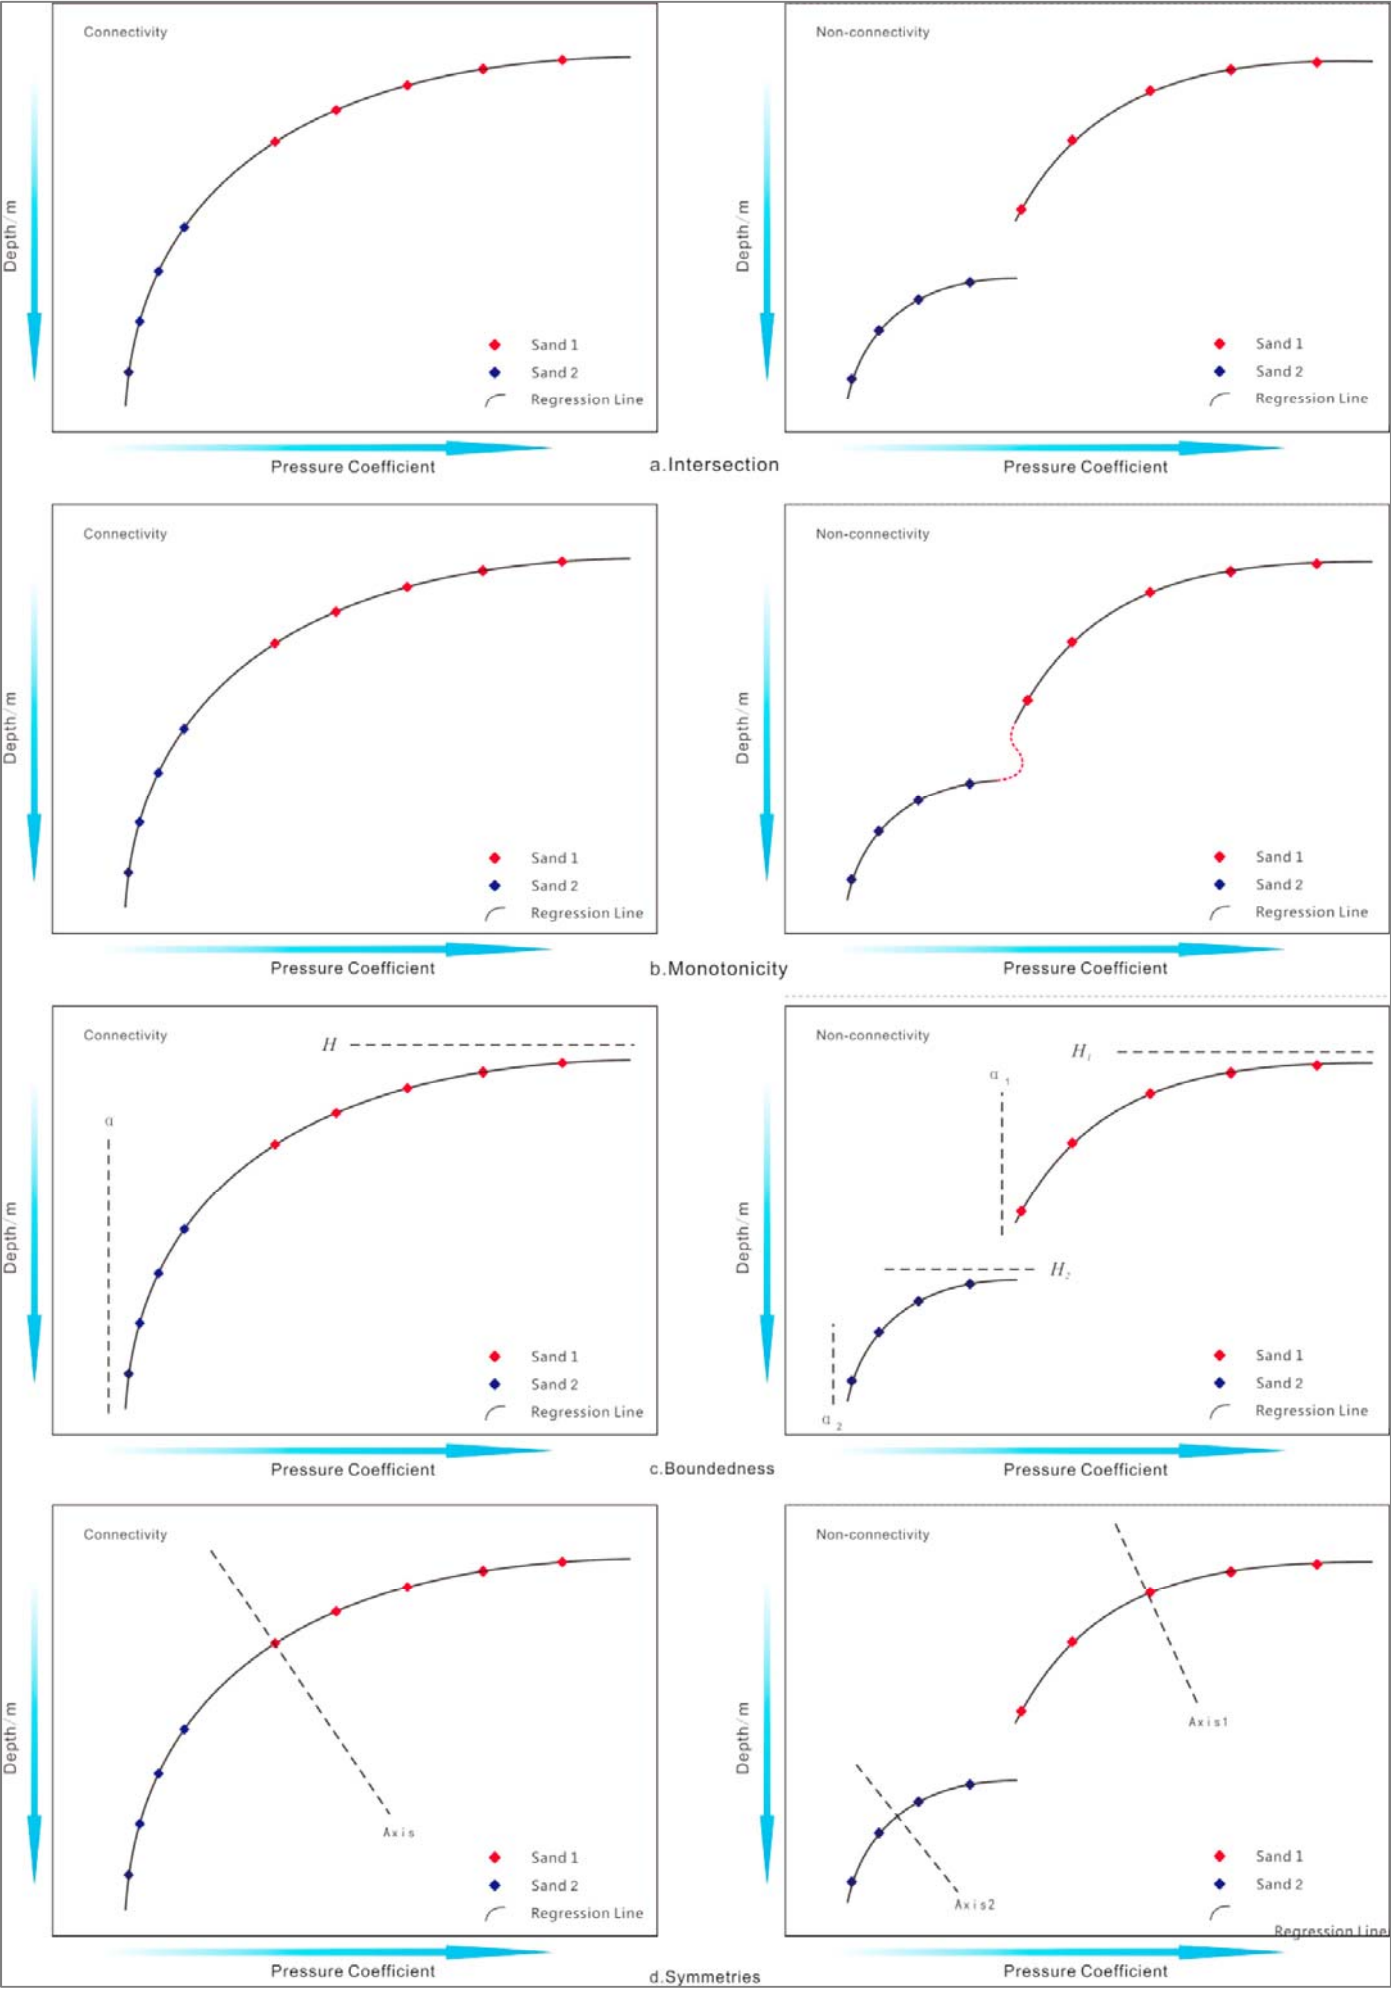 Connectivity
Depth/m
Sand 1
Sand 2
Regression Line
Pressure Coefficient
Non-connectivity
Depth/m
Sand 1
Sand 2
Regression Line
Pressure Coefficient
a.Intersection
Connectivity
Depth/m
Sand 1
Sand 2
Regression Line
Pressure Coefficient
Non-connectivity
Depth/m
Sand 1
Sand 2
Regression Line
Pressure Coefficient
b.Monotonicity
Connectivity
H
α
Depth/m
Sand 1
Sand 2
Regression Line
Pressure Coefficient
Non-connectivity
H₁
α₁
H₂
α₂
Depth/m
Sand 1
Sand 2
Regression Line
Pressure Coefficient
c.Boundedness
Connectivity
Axis
Depth/m
Sand 1
Sand 2
Regression Line
Pressure Coefficient
Non-connectivity
Axis1
Axis2
Depth/m
Sand 1
Sand 2
Regression Line
Pressure Coefficient
d.Symmetries